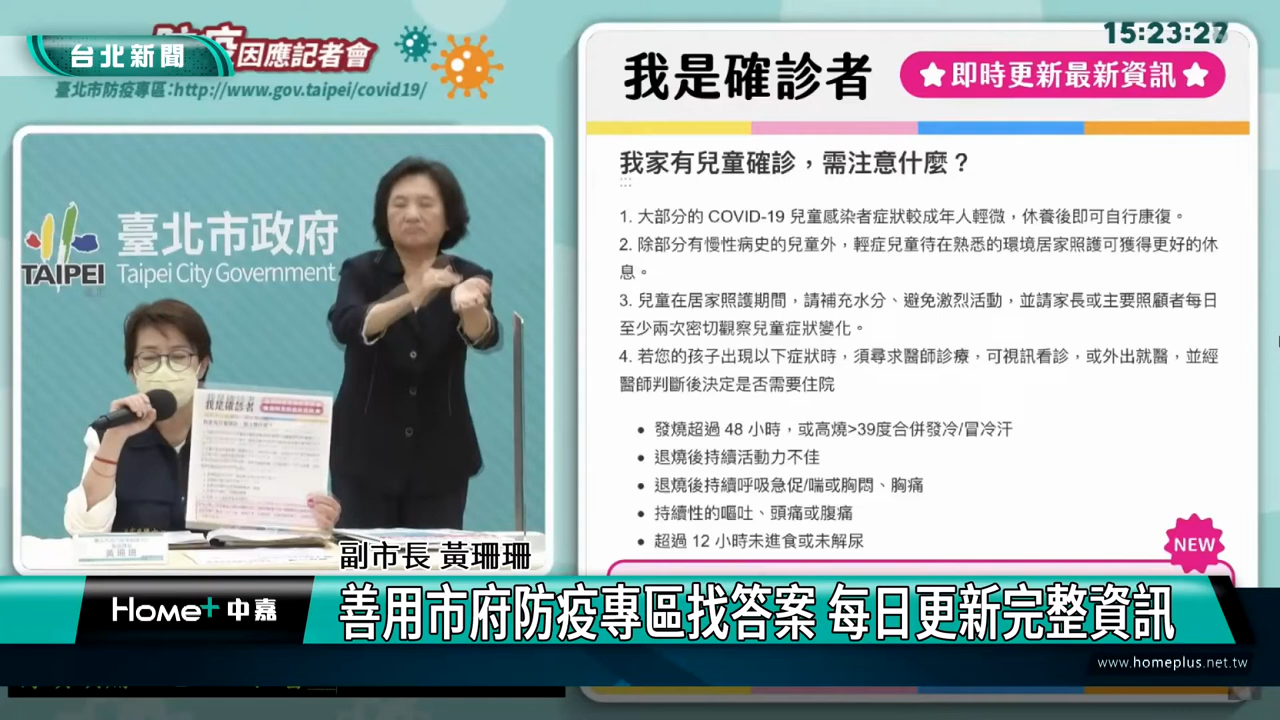 台北新聞
防疫因應記者會
臺北市防疫專區:http://www.gov.taipei/covid19/
15:23:27
我是確診者
即時更新最新資訊
我家有兒童確診，需注意什麼？
1. 大部分的 COVID-19 兒童感染者症狀較成年人輕微，休養後即可自行康復。
2. 除部分有慢性病史的兒童外，輕症兒童待在熟悉的環境居家照護可獲得更好的休
息。
3. 兒童在居家照護期間，請補充水分、避免激烈活動，並請家長或主要照顧者每日
至少兩次密切觀察兒童症狀變化。
4. 若您的孩子出現以下症狀時，須尋求醫師診療，可視訊看診，或外出就醫，並經
醫師判斷後決定是否需要住院
• 發燒超過 48 小時，或高燒>39度合併發冷/冒冷汗
• 退燒後持續活動力不佳
• 退燒後持續呼吸急促/喘或胸悶、胸痛
• 持續性的嘔吐、頭痛或腹痛
• 超過 12 小時未進食或未解尿
NEW
TAIPEI
臺北市政府
Taipei City Government
我是確診者
黃珊珊
副市長 黃珊珊
Home+ 中嘉
善用市府防疫專區找答案 每日更新完整資訊
www.homeplus.net.tw